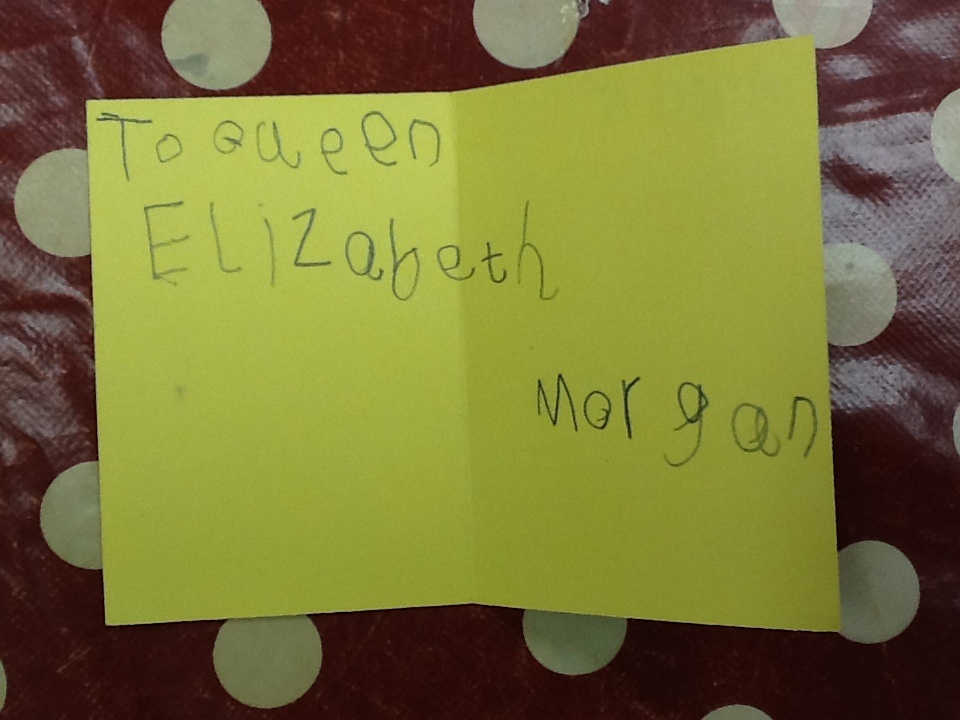 To Queen
Elizabeth
Morgan